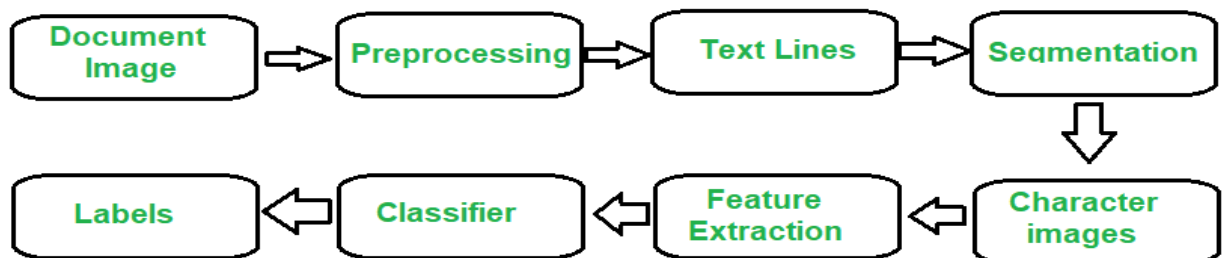 Document
Image
Preprocessing
Text Lines
Segmentation
Character
images
Feature
Extraction
Classifier
Labels